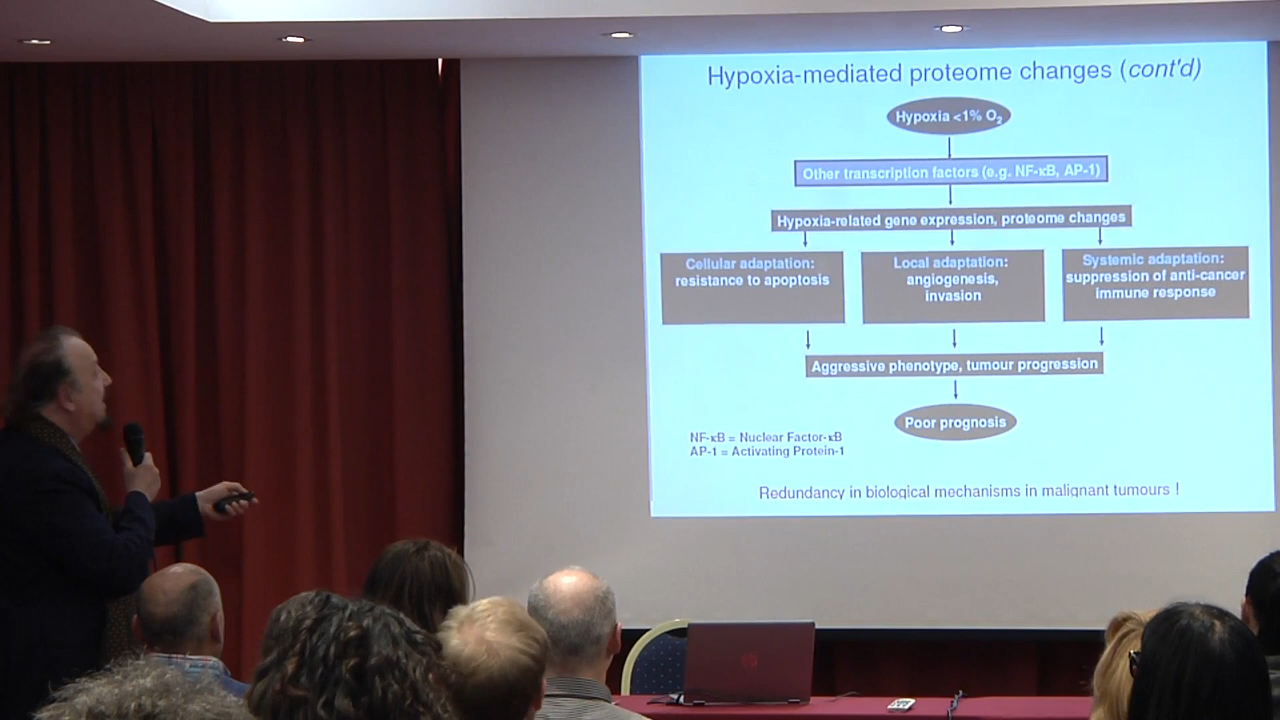 Hypoxia-mediated proteome changes (cont'd)
Hypoxia <1% O₂
Other transcription factors (e.g. NF-κB, AP-1)
Hypoxia-related gene expression, proteome changes
Cellular adaptation:
resistance to apoptosis
Local adaptation:
angiogenesis,
invasion
Systemic adaptation:
suppression of anti-cancer
immune response
Aggressive phenotype, tumour progression
Poor prognosis
NF-κB = Nuclear Factor-κB
AP-1 = Activating Protein-1
Redundancy in biological mechanisms in malignant tumours !